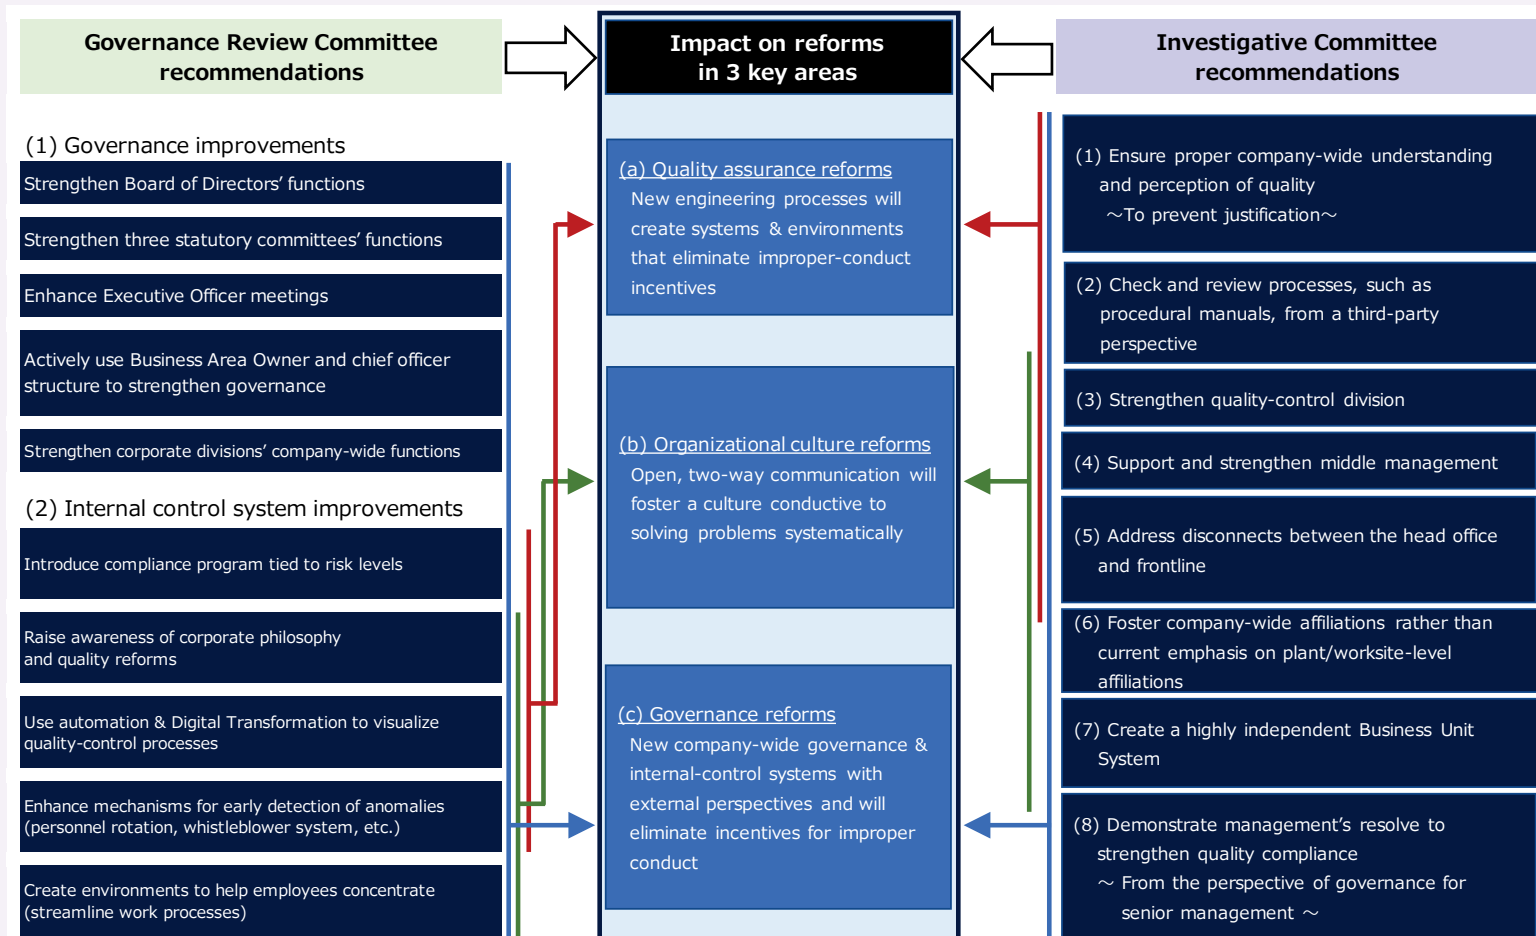 Governance Review Committee
recommendations
Impact on reforms
in 3 key areas
Investigative Committee
recommendations
(1) Governance improvements
Strengthen Board of Directors' functions
Strengthen three statutory committees' functions
Enhance Executive Officer meetings
Actively use Business Area Owner and chief officer
structure to strengthen governance
Strengthen corporate divisions' company-wide functions
(2) Internal control system improvements
Introduce compliance program tied to risk levels
Raise awareness of corporate philosophy
and quality reforms
Use automation & Digital Transformation to visualize
quality-control processes
Enhance mechanisms for early detection of anomalies
(personnel rotation, whistleblower system, etc.)
Create environments to help employees concentrate
(streamline work processes)
(a) Quality assurance reforms
New engineering processes will
create systems & environments
that eliminate improper-conduct
incentives
(b) Organizational culture reforms
Open, two-way communication will
foster a culture conductive to
solving problems systematically
(c) Governance reforms
New company-wide governance &
internal-control systems with
external perspectives and will
eliminate incentives for improper
conduct
(1) Ensure proper company-wide understanding
and perception of quality
～To prevent justification～
(2) Check and review processes, such as
procedural manuals, from a third-party
perspective
(3) Strengthen quality-control division
(4) Support and strengthen middle management
(5) Address disconnects between the head office
and frontline
(6) Foster company-wide affiliations rather than
current emphasis on plant/worksite-level
affiliations
(7) Create a highly independent Business Unit
System
(8) Demonstrate management's resolve to
strengthen quality compliance
～ From the perspective of governance for
senior management ～